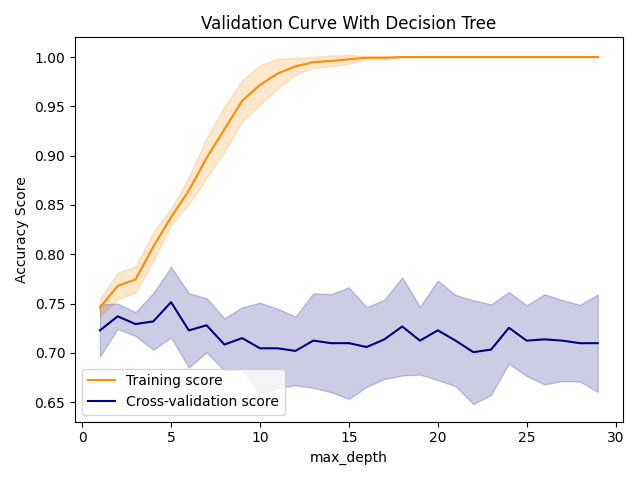 Validation Curve With Decision Tree
1.00
0.95
0.90
0.85
0.80
0.75
0.70
0.65
Accuracy Score
Training score
Cross-validation score
0 5 10 15 20 25 30
max_depth